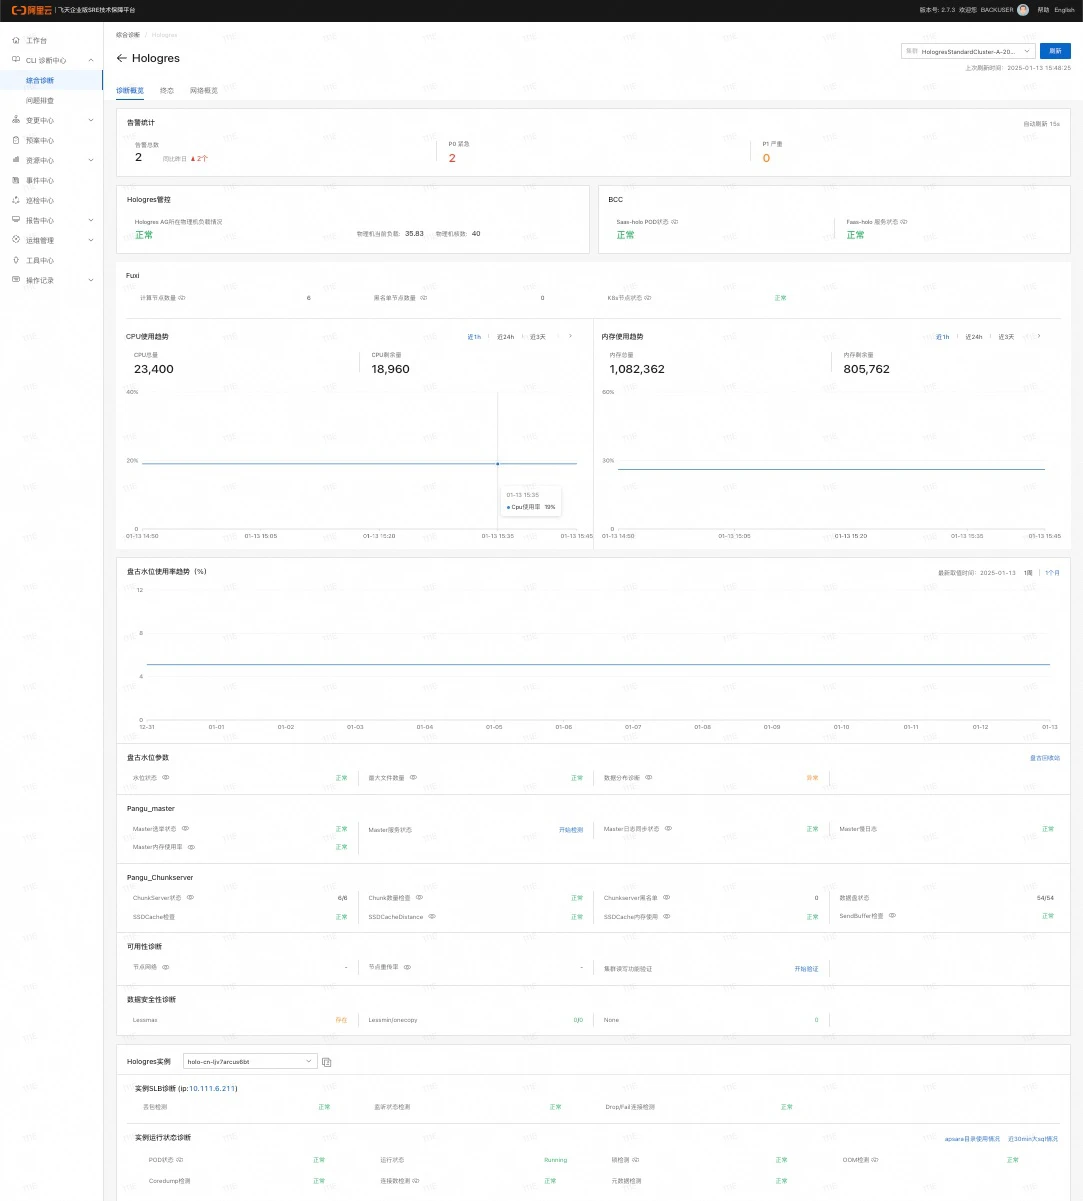 阿里云 | 飞天企业版SRE技术保障平台
版本号: 2.7.3 欢迎您 BACKUSER 帮助 English
工作台
CLI 诊断中心
综合诊断
问题排查
变更中心
预案中心
资源中心
事件中心
巡检中心
报告中心
运维管理
工具中心
操作记录
综合诊断 / Hologres
← Hologres
集群 HologresStandardCluster-A-20... 刷新
上次刷新时间: 2025-01-13 15:48:25
诊断概览 终态 网络概览
告警统计
自动刷新 15s
告警总数
2 同比昨日 ▲2个
P0 紧急
2
P1 严重
0
Hologres管控
Hologres AG所在物理机负载情况
正常 物理机当前负载: 35.83 物理机核数: 40
BCC
Saas-holo POD状态
正常
Faas-holo 服务状态
正常
Fuxi
计算节点数量 6 黑名单节点数量 0 K8s节点状态 正常
CPU使用趋势 近1h 近24h 近3天
CPU总量
23,400
CPU剩余量
18,960
40%
20%
0
01-13 15:35
Cpu使用率 19%
01-13 14:50 01-13 15:05 01-13 15:20 01-13 15:35 01-13 15:45
内存使用趋势 近1h 近24h 近3天
内存总量
1,082,362
内存剩余量
805,762
60%
30%
0
01-13 14:50 01-13 15:05 01-13 15:20 01-13 15:35 01-13 15:45
盘古水位使用率趋势（%）
最新取值时间: 2025-01-13 1周 | 1个月
12
8
4
0
12-31 01-01 01-02 01-03 01-04 01-05 01-06 01-07 01-08 01-09 01-10 01-11 01-12 01-13
盘古水位参数 盘古回收站
水位状态 正常 最大文件数量 正常 数据分布诊断 异常
Pangu_master
Master选举状态 正常 Master服务状态 开始检测 Master日志同步状态 正常 Master慢日志 正常
Master内存使用率 正常
Pangu_Chunkserver
ChunkServer状态 6/6 Chunk数量检查 正常 Chunkserver黑名单 0 数据盘状态 54/54
SSDCache检查 正常 SSDCacheDistance 正常 SSDCache内存使用 正常 SendBuffer检查 正常
可用性诊断
节点网络 - 节点重传率 - 集群读写功能验证 开始验证
数据安全性诊断
Lessmax 存在 Lessmin/onecopy 0/0 None 0
Hologres实例 holo-cn-ljv7arcus6bt
实例SLB诊断 (ip:10.111.6.211)
丢包检测 正常 监听状态检测 正常 Drop/Fail连接检测 正常
实例运行状态诊断 apsara目录使用情况 近30min大sql情况
POD状态 正常 运行状态 Running 锁检测 正常 OOM检测 正常
Coredump检测 正常 连接数检测 正常 元数据检测 正常